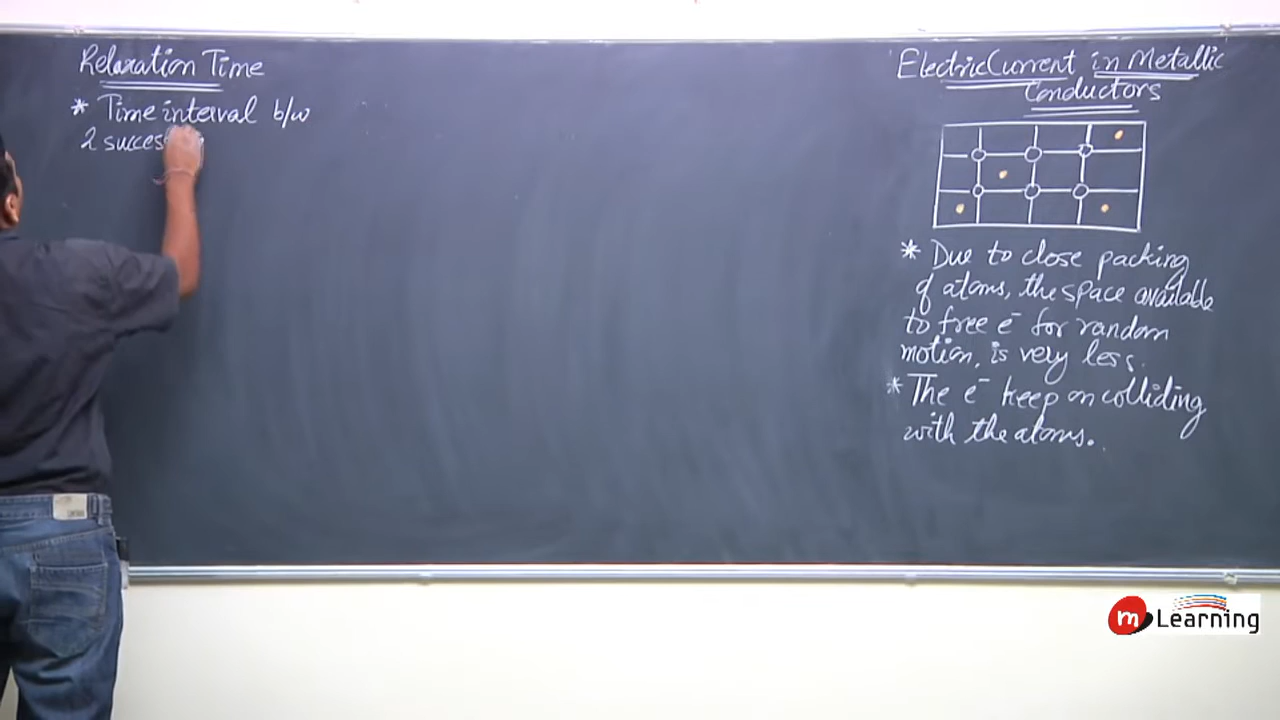 Relaxation Time
* Time interval b/w
2 succes
Electric Current in Metallic
Conductors
* Due to close packing
of atoms, the space available
to free e⁻ for random
motion, is very less.
* The e⁻ keep on colliding
with the atoms.
m Learning